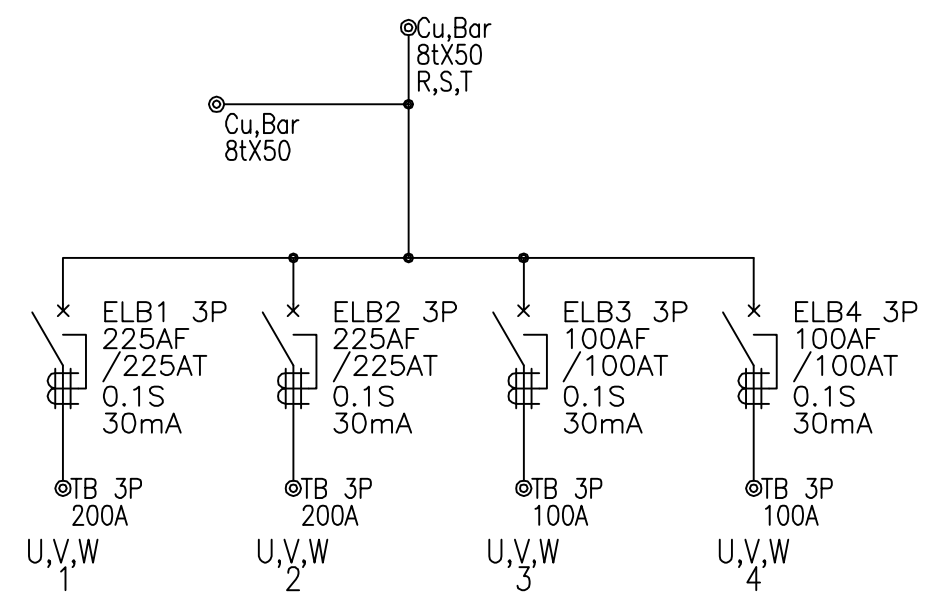 Cu,Bar
8tX50
R,S,T
Cu,Bar
8tX50
ELB1 3P
225AF
/225AT
0.1S
30mA
ELB2 3P
225AF
/225AT
0.1S
30mA
ELB3 3P
100AF
/100AT
0.1S
30mA
ELB4 3P
100AF
/100AT
0.1S
30mA
TB 3P
200A
U,V,W
1
TB 3P
200A
U,V,W
2
TB 3P
100A
U,V,W
3
TB 3P
100A
U,V,W
4